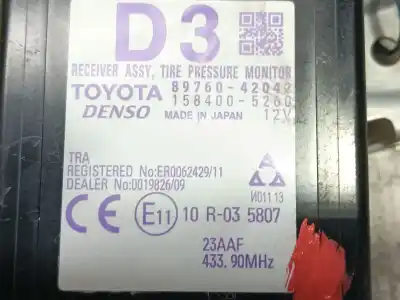 D3
RECEIVER ASSY, TIRE PRESSURE MONITOR
TOYOTA 89760-42042
DENSO 158400-5260
MADE IN JAPAN 12V
TRA
REGISTERED No:ER0062429/11
DEALER No:0019826/09
И011 13
CE E11 10 R-03 5807
23AAF
433.90MHz